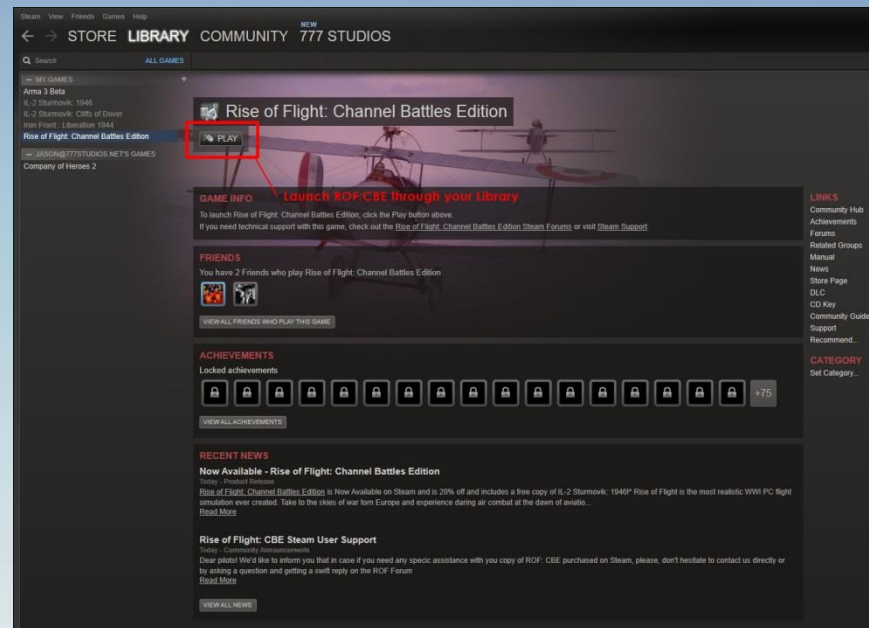 Steam View Friends Games Help
NEW
STORE LIBRARY COMMUNITY 777 STUDIOS
Search ALL GAMES
— MY GAMES +
Arma 3 Beta
IL-2 Sturmovik: 1946
IL-2 Sturmovik: Cliffs of Dover
Iron Front : Liberation 1944
Rise of Flight: Channel Battles Edition
— JASON@777STUDIOS.NET'S GAMES
Company of Heroes 2
Rise of Flight: Channel Battles Edition
PLAY
Launch ROF:CBE through your Library
GAME INFO
To launch Rise of Flight: Channel Battles Edition, click the Play button above.
If you need technical support with this game, check out the Rise of Flight: Channel Battles Edition Steam Forums or visit Steam Support.
FRIENDS
You have 2 Friends who play Rise of Flight: Channel Battles Edition
VIEW ALL FRIENDS WHO PLAY THIS GAME
ACHIEVEMENTS
Locked achievements
+75
VIEW ALL ACHIEVEMENTS
RECENT NEWS
Now Available - Rise of Flight: Channel Battles Edition
Today - Product Release
Rise of Flight: Channel Battles Edition is Now Available on Steam and is 20% off and includes a free copy of IL-2 Sturmovik: 1946!* Rise of Flight is the most realistic WWI PC flight
simulation ever created. Take to the skies of war torn Europe and experience daring air combat at the dawn of aviatio...
Read More
Rise of Flight: CBE Steam User Support
Today - Community Announcements
Dear pilots! We'd like to inform you that in case if you need any specic assistance with you copy of ROF: CBE purchased on Steam, please, don't hesitate to contact us directly or
by asking a question and getting a swift reply on the ROF Forum
Read More
VIEW ALL NEWS
LINKS
Community Hub
Achievements
Forums
Related Groups
Manual
News
Store Page
DLC
CD Key
Community Guide
Support
Recommend...
CATEGORY
Set Category...